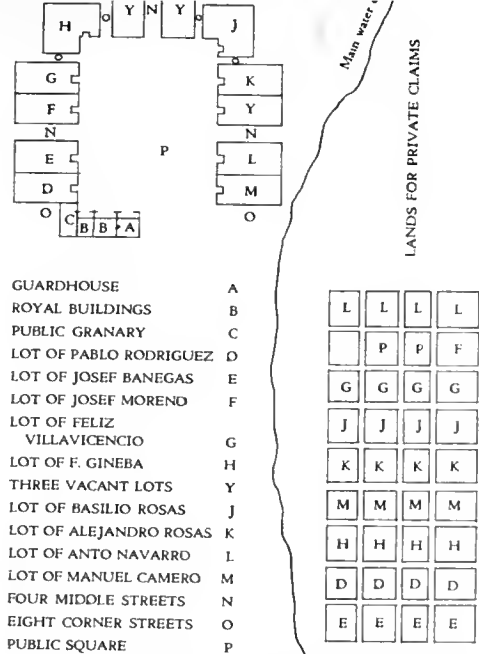 H Y N Y J
G K
F Y
N P N
E L
D M
O O
C B B A
Main water
LANDS FOR PRIVATE CLAIMS
GUARDHOUSE A
ROYAL BUILDINGS B
PUBLIC GRANARY C
LOT OF PABLO RODRIGUEZ D
LOT OF JOSEF BANEGAS E
LOT OF JOSEF MORENO F
LOT OF FELIZ
VILLAVICENCIO G
LOT OF F. GINEBA H
THREE VACANT LOTS Y
LOT OF BASILIO ROSAS J
LOT OF ALEJANDRO ROSAS K
LOT OF ANTO NAVARRO L
LOT OF MANUEL CAMERO M
FOUR MIDDLE STREETS N
EIGHT CORNER STREETS O
PUBLIC SQUARE P
L L L L
P P F
G G G G
J J J J
K K K K
M M M M
H H H H
D D D D
E E E E